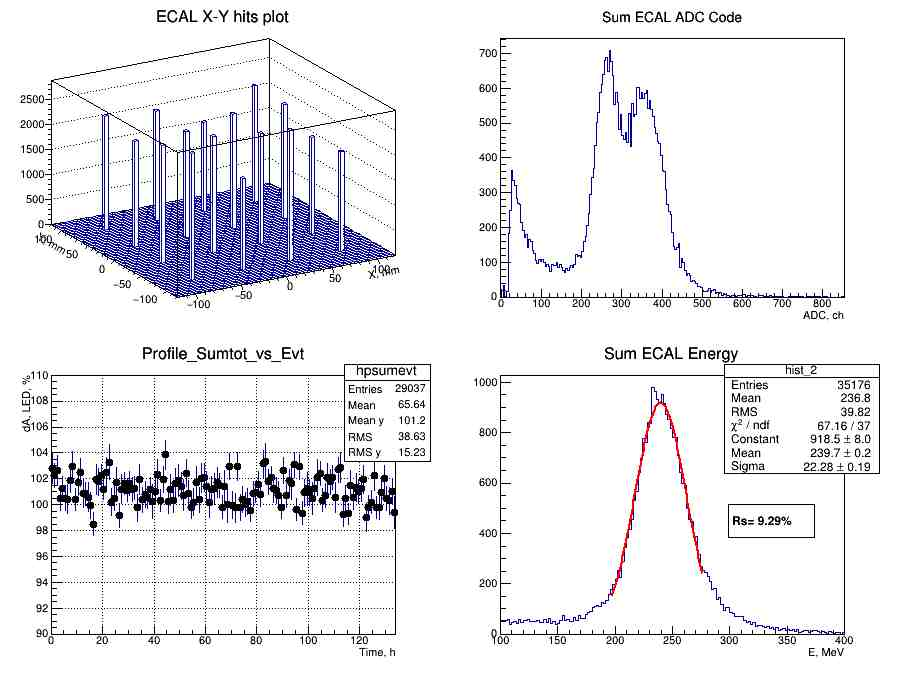 ECAL X-Y hits plot
2500
2000
1500
1000
500
0
100
50
0
−50
−100
−100
−50
0
50
100
X, mm
Sum ECAL ADC Code
700
600
500
400
300
200
100
0
0 100 200 300 400 500 600 700 800
ADC, ch
Profile_Sumtot_vs_Evt
dA, LED, %
110
108
106
104
102
100
98
96
94
92
90
0 20 40 60 80 100 120
Time, h
hpsumevt
Entries 29037
Mean 65.64
Mean y 101.2
RMS 38.63
RMS y 15.23
Sum ECAL Energy
1000
800
600
400
200
0
100 150 200 250 300 350 400
E, MeV
hist_2
Entries 35176
Mean 236.8
RMS 39.82
χ² / ndf 67.16 / 37
Constant 918.5 ± 8.0
Mean 239.7 ± 0.2
Sigma 22.28 ± 0.19
Rs= 9.29%